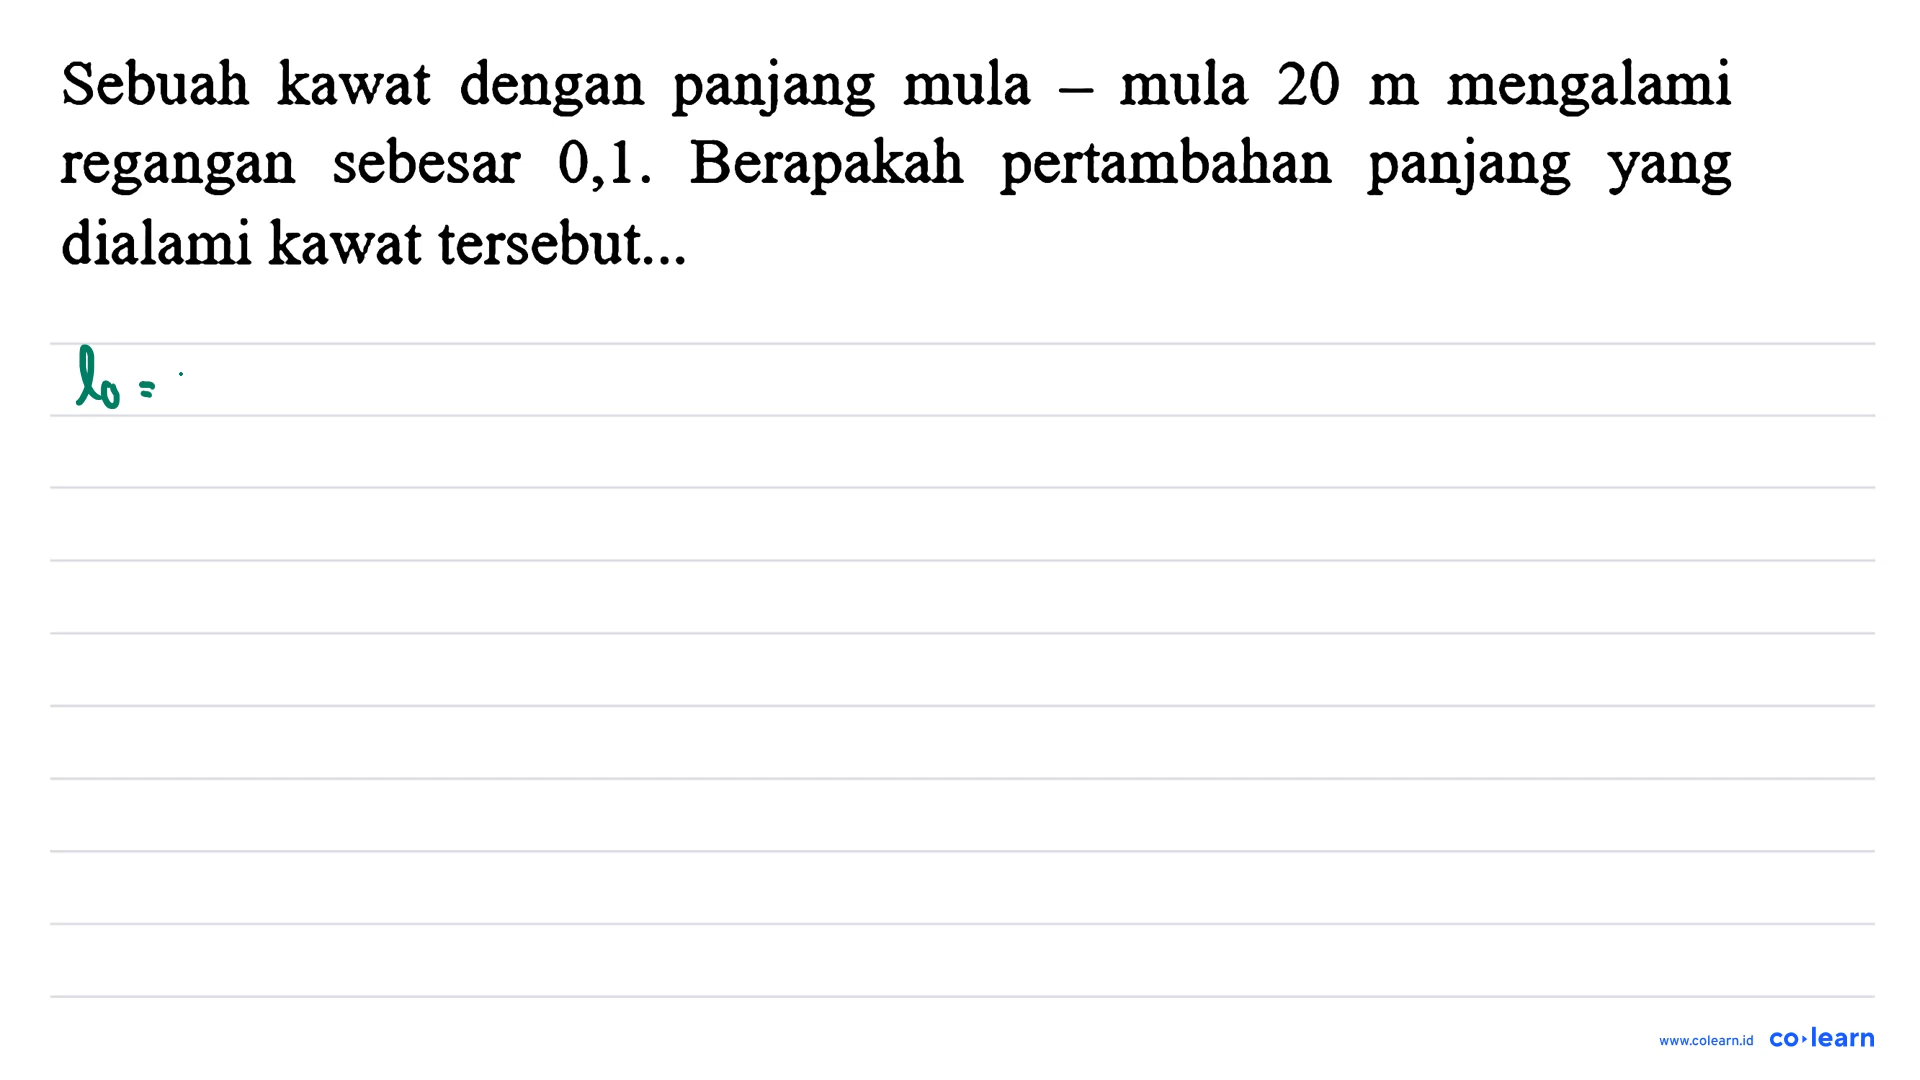 Sebuah kawat dengan panjang mula – mula 20 m mengalami
regangan sebesar 0,1. Berapakah pertambahan panjang yang
dialami kawat tersebut...
l₀ =
www.colearn.id co▸learn